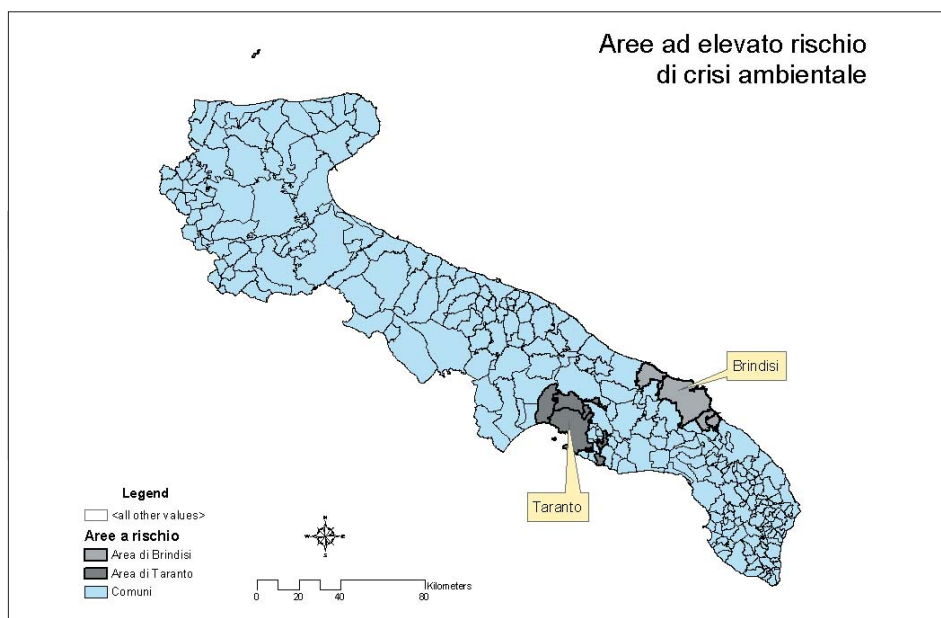 Aree ad elevato rischio
di crisi ambientale
Brindisi
Taranto
Legend
<all other values>
Aree a rischio
Area di Brindisi
Area di Taranto
Comuni
N
W E
S
Kilometers
0 20 40 80